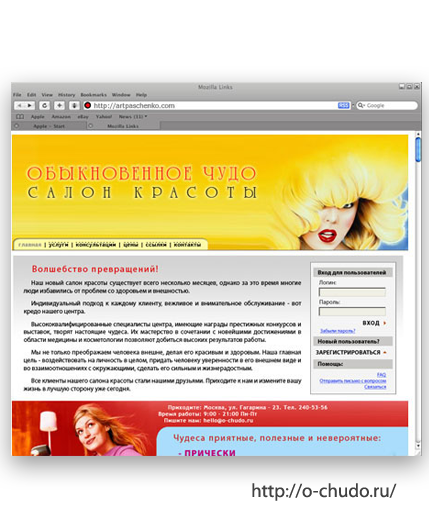 Mozilla Links
File Edit View History Bookmarks Window Help
http://artpaschenko.com
RSS
Google
Apple Amazon eBay Yahoo! News (31)
Apple - Start
Mozilla Links
ОБЫКНОВЕННОЕ ЧУДО
САЛОН КРАСОТЫ
главная | услуги | консультации | цены | ссылки | контакты
Волшебство превращений!
Наш новый салон красоты существует всего несколько месяцев, однако за это время многие
люди избавились от проблем со здоровьем и внешностью.
Индивидуальный подход к каждому клиенту, вежливое и внимательное обслуживание - вот
кредо нашего центра.
Высококвалифицированные специалисты центра, имеющие награды престижных конкурсов и
выставок, творят настоящие чудеса. Их мастерство в сочетании с новейшими достижениями в
области медицины и косметологии позволяют добиться высоких результатов работы.
Мы не только преображаем человека внешне, делая его красивым и здоровым. Наша главная
цель - воздействовать на личность в целом, придать человеку уверенности в его внешнем виде и
во взаимоотношениях с окружающими, сделать его сильным и жизнерадостным.
Все клиенты нашего салона красоты стали нашими друзьями. Приходите к нам и измените вашу
жизнь в лучшую сторону уже сегодня.
Вход для пользователей
Логин:
Пароль:
ВХОД
Забыли пароль?
Новый пользователь?
ЗАРЕГИСТРИРОВАТЬСЯ
Помощь:
FAQ
Отправить письмо с вопросом
Связаться
Приходите: Москва, ул. Гагарина - 23. Тел. 240-53-56
Время работы: 9:00 - 21:00 Пн-Пт
Пишите нам: hello@o-chudo.ru
Чудеса приятные, полезные и невероятные:
- ПРИЧЕСКИ
http://o-chudo.ru/